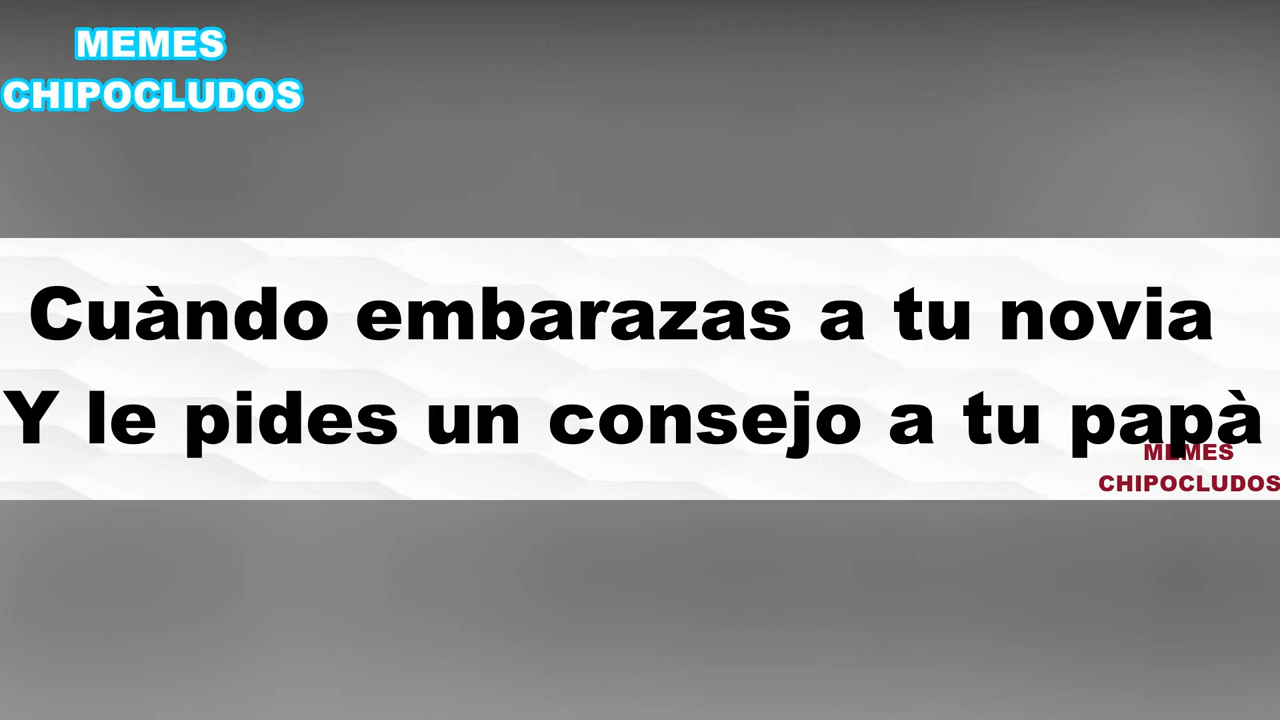 MEMES
CHIPOCLUDOS
Cuàndo embarazas a tu novia
Y le pides un consejo a tu papà
MEMES
CHIPOCLUDOS